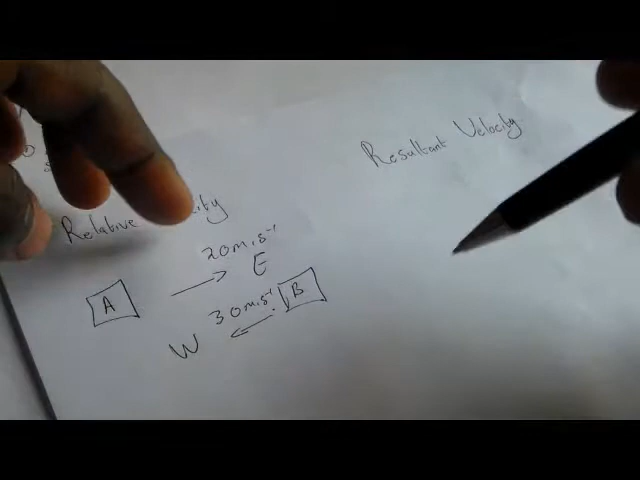 Resultant Velocity
Relative
20 m.s⁻¹
E
A
B
30 m.s⁻¹
W